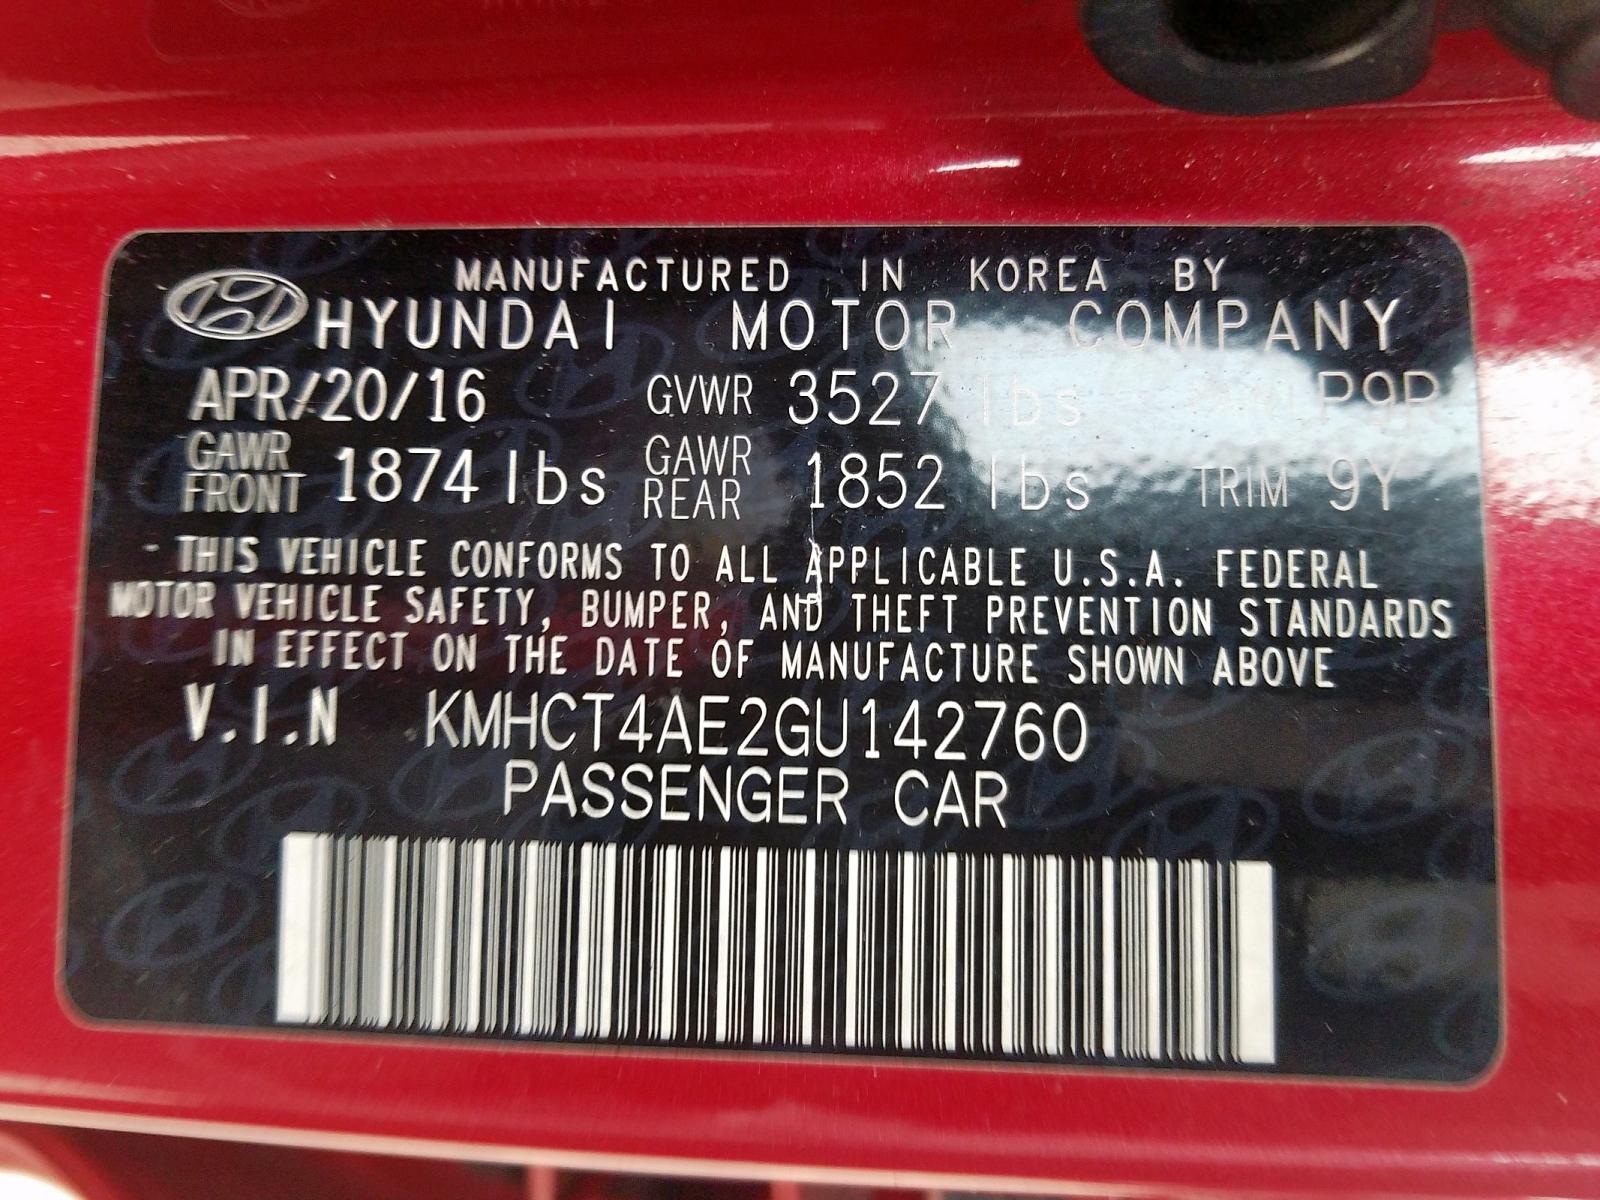 MANUFACTURED IN KOREA BY
HYUNDAI MOTOR COMPANY
APR/20/16 GVWR 3527 lbs P9R
GAWR FRONT 1874 lbs GAWR REAR 1852 lbs TRIM 9Y
- THIS VEHICLE CONFORMS TO ALL APPLICABLE U.S.A. FEDERAL
MOTOR VEHICLE SAFETY, BUMPER, AND THEFT PREVENTION STANDARDS
IN EFFECT ON THE DATE OF MANUFACTURE SHOWN ABOVE
V.I.N KMHCT4AE2GU142760
PASSENGER CAR